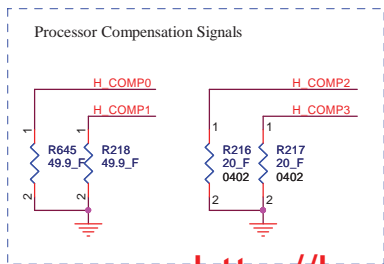 Processor Compensation Signals
H_COMP0
H_COMP2
H_COMP1
H_COMP3
1
1
1
1
R645
49.9_F
R218
49.9_F
R216
20_F
0402
R217
20_F
0402
2
2
2
2